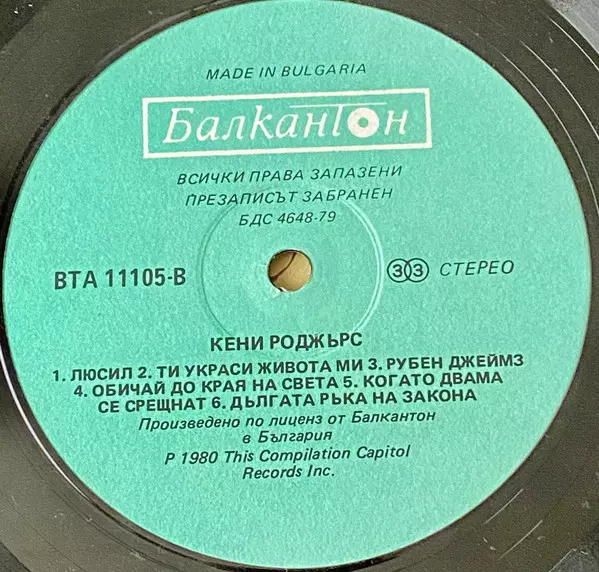 MADE IN BULGARIA
Балкантон
ВСИЧКИ ПРАВА ЗАПАЗЕНИ
ПРЕЗАПИСЪТ ЗАБРАНЕН
БДС 4648-79
ВТА 11105-В
33 СТЕРЕО
КЕНИ РОДЖЪРС
1. ЛЮСИЛ 2. ТИ УКРАСИ ЖИВОТА МИ 3. РУБЕН ДЖЕЙМЗ
4. ОБИЧАЙ ДО КРАЯ НА СВЕТА 5. КОГАТО ДВАМА
СЕ СРЕЩНАТ 6. ДЪЛГАТА РЪКА НА ЗАКОНА
Произведено по лиценз от Балкантон
в България
P 1980 This Compilation Capitol
Records Inc.